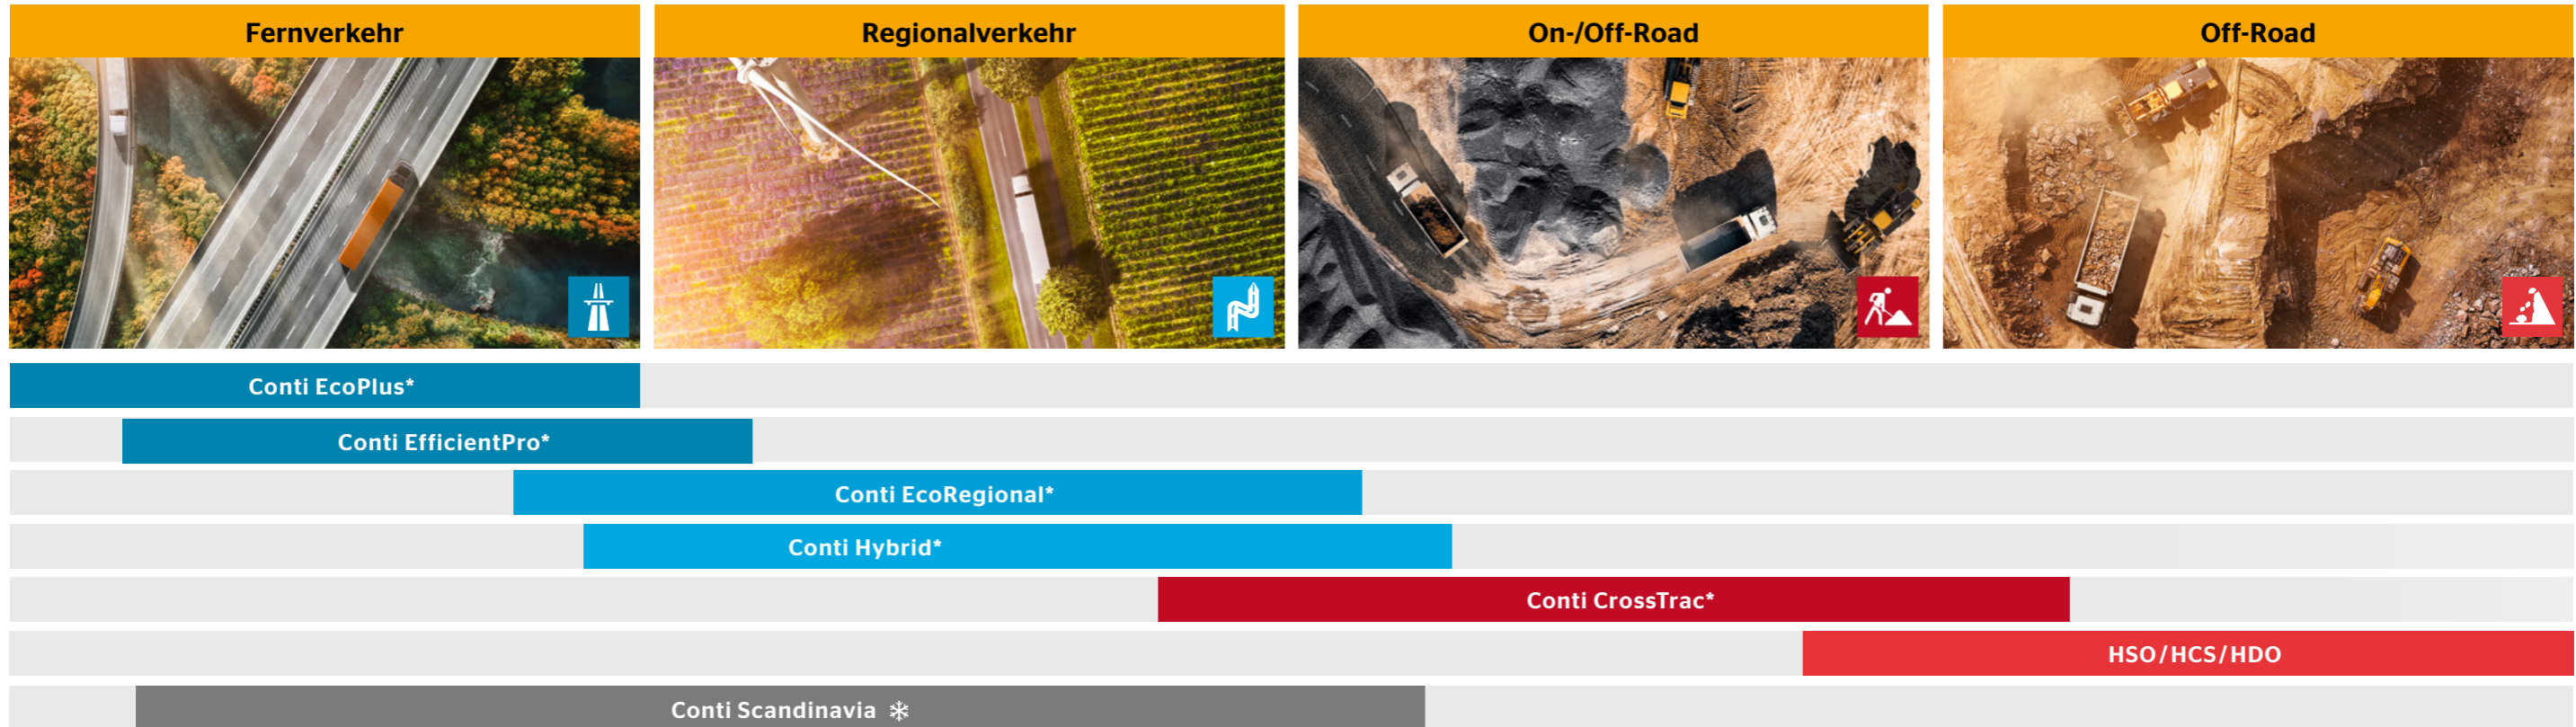 Fernverkehr
Regionalverkehr
On-/Off-Road
Off-Road
Conti EcoPlus*
Conti EfficientPro*
Conti EcoRegional*
Conti Hybrid*
Conti CrossTrac*
HSO/HCS/HDO
Conti Scandinavia